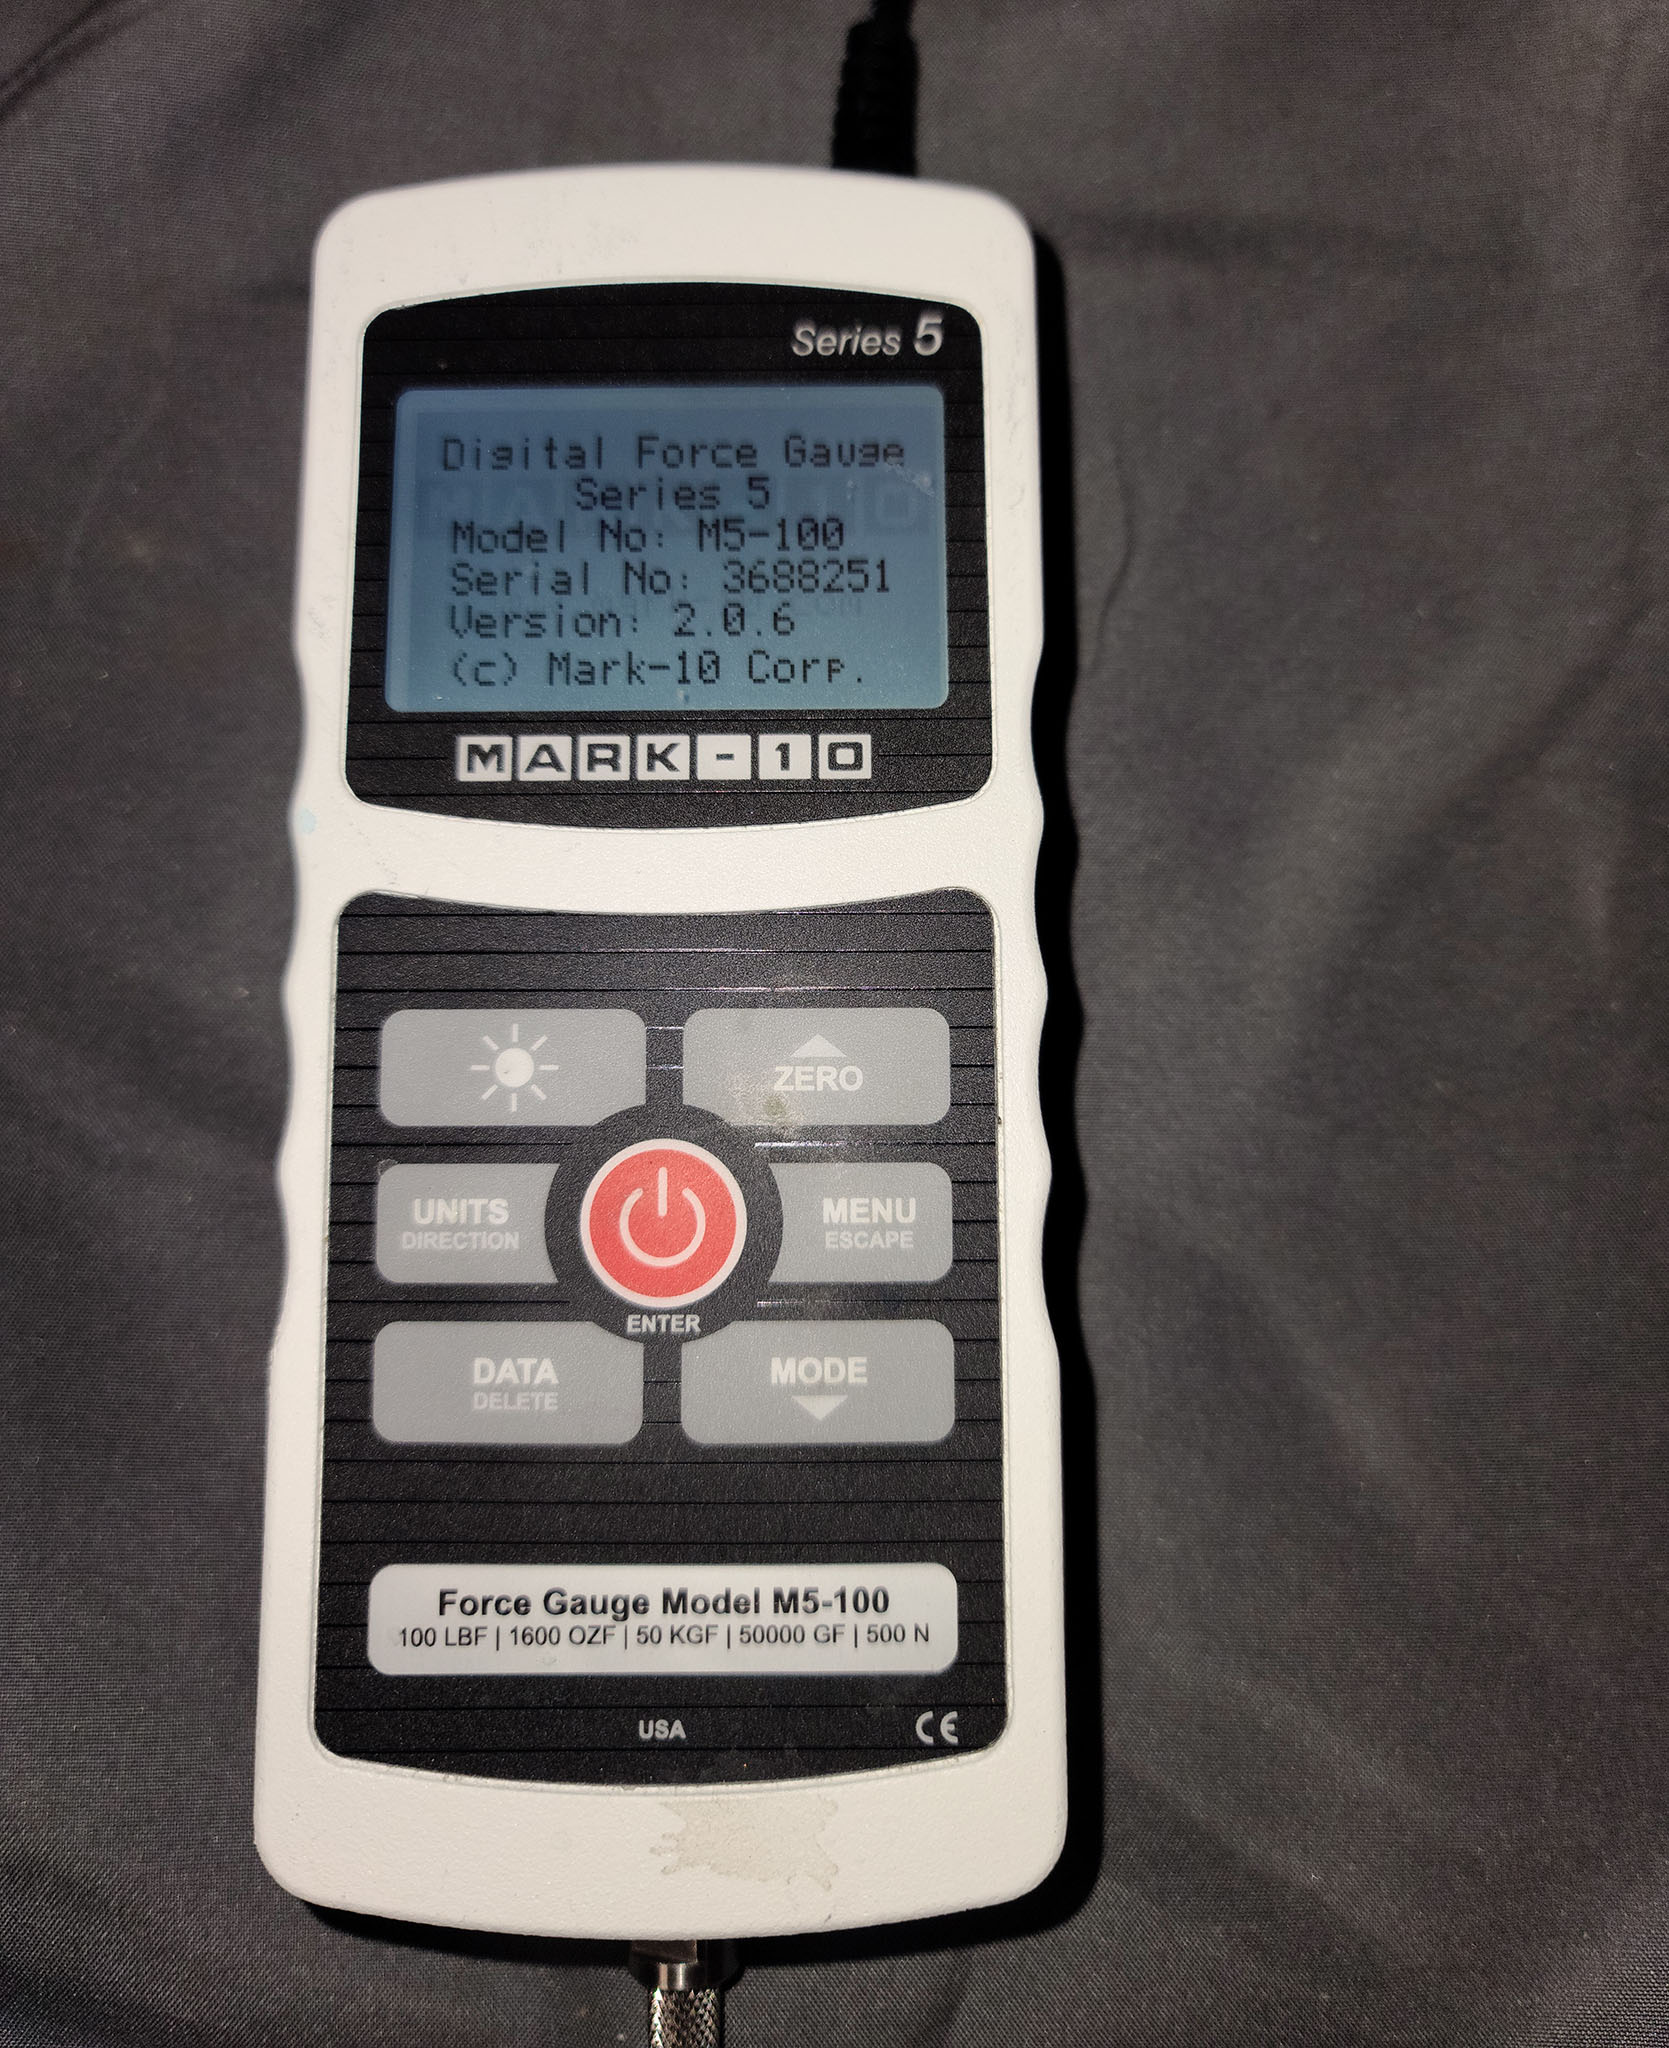 Series 5
Digital Force Gauge
Series 5
Model No: M5-100
Serial No: 3688251
Version: 2.0.6
(c) Mark-10 Corp.
MARK-10
ZERO
UNITS
DIRECTION
MENU
ESCAPE
ENTER
DATA
DELETE
MODE
Force Gauge Model M5-100
100 LBF | 1600 OZF | 50 KGF | 50000 GF | 500 N
USA
CE